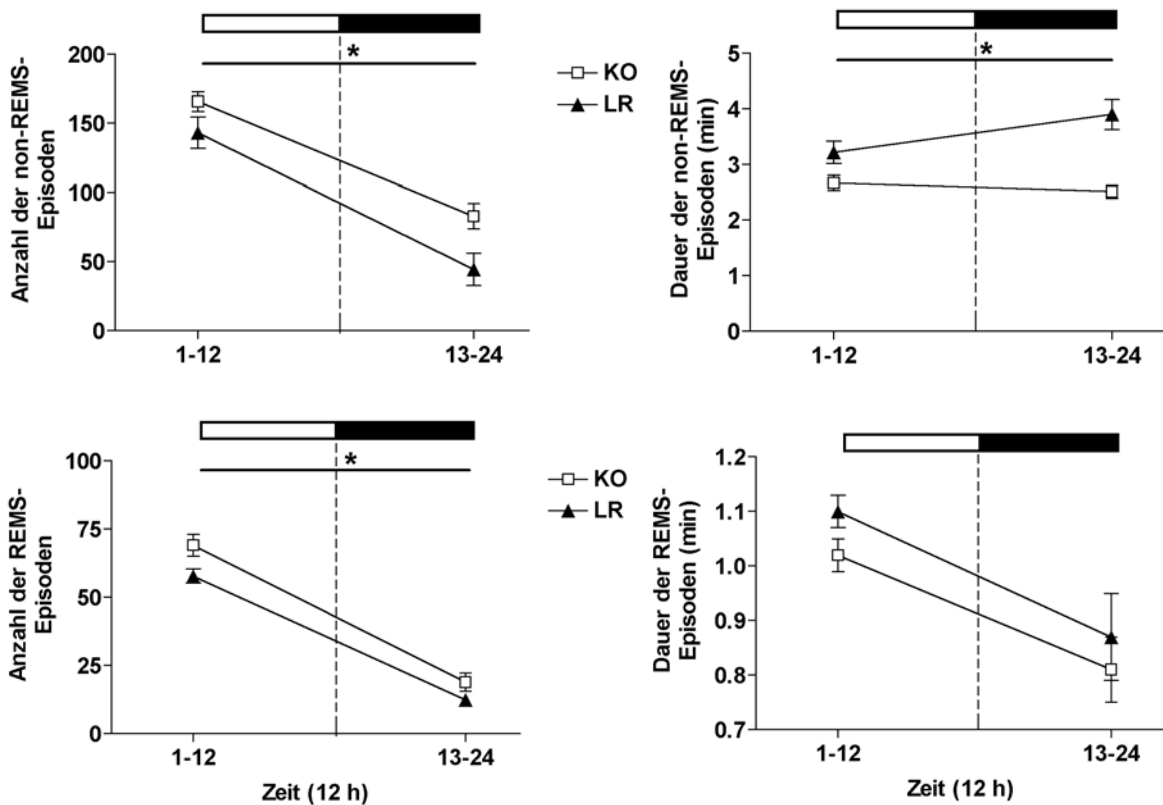 Anzahl der non-REMS-
Episoden
200
150
100
50
0
*
1-12
13-24
KO
LR
Dauer der non-REMS-
Episoden (min)
5
4
3
2
1
0
*
1-12
13-24
Anzahl der REMS-
Episoden
100
75
50
25
0
*
1-12
13-24
Zeit (12 h)
KO
LR
Dauer der REMS-
Episoden (min)
1.2
1.1
1.0
0.9
0.8
0.7
1-12
13-24
Zeit (12 h)